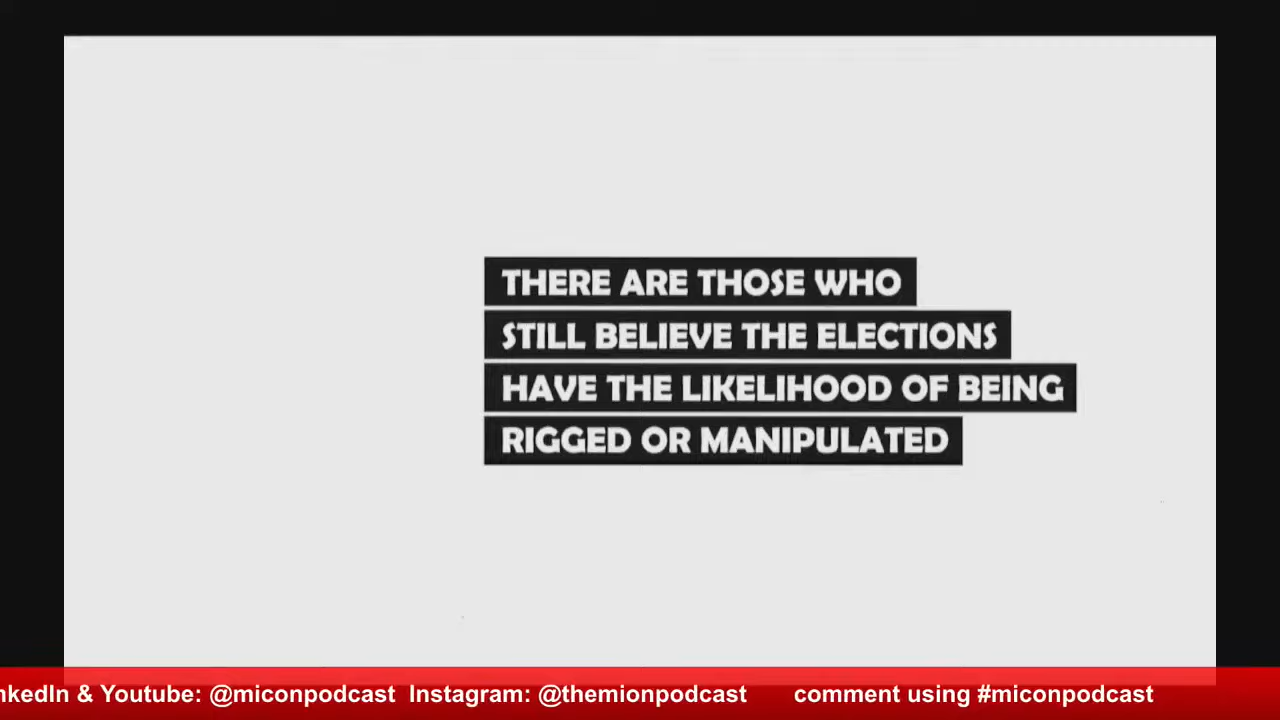 THERE ARE THOSE WHO
STILL BELIEVE THE ELECTIONS
HAVE THE LIKELIHOOD OF BEING
RIGGED OR MANIPULATED
nkedIn & Youtube: @miconpodcast Instagram: @themionpodcast comment using #miconpodcast